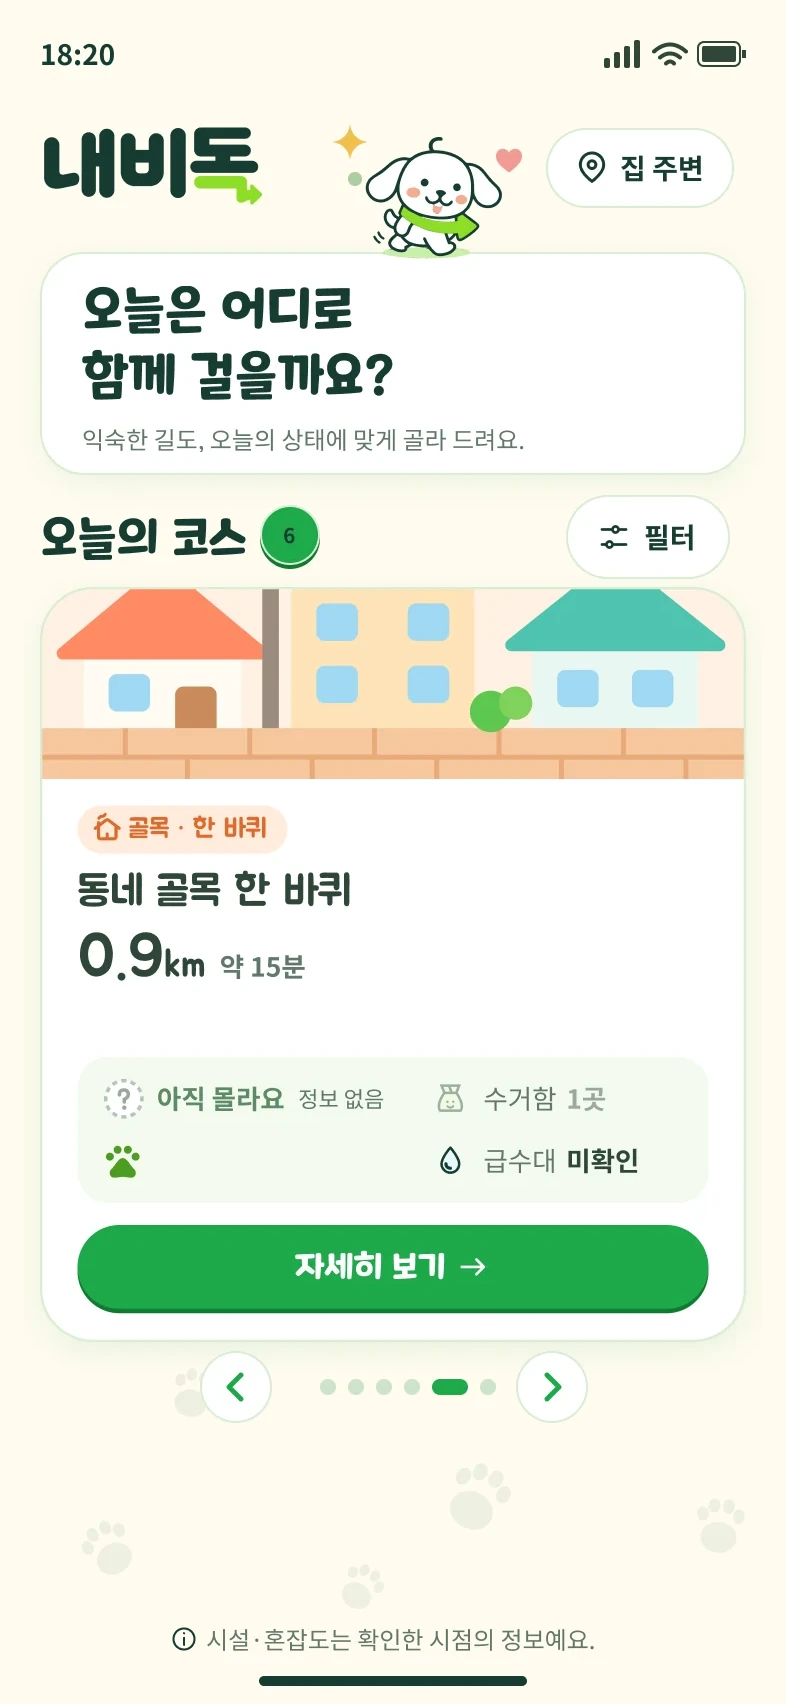 18:20
내비독
집 주변
오늘은 어디로
함께 걸을까요?
익숙한 길도, 오늘의 상태에 맞게 골라 드려요.
오늘의 코스 6
필터
골목 · 한 바퀴
동네 골목 한 바퀴
0.9km 약 15분
? 아직 몰라요 정보 없음
수거함 1곳
급수대 미확인
자세히 보기 →
시설·혼잡도는 확인한 시점의 정보예요.